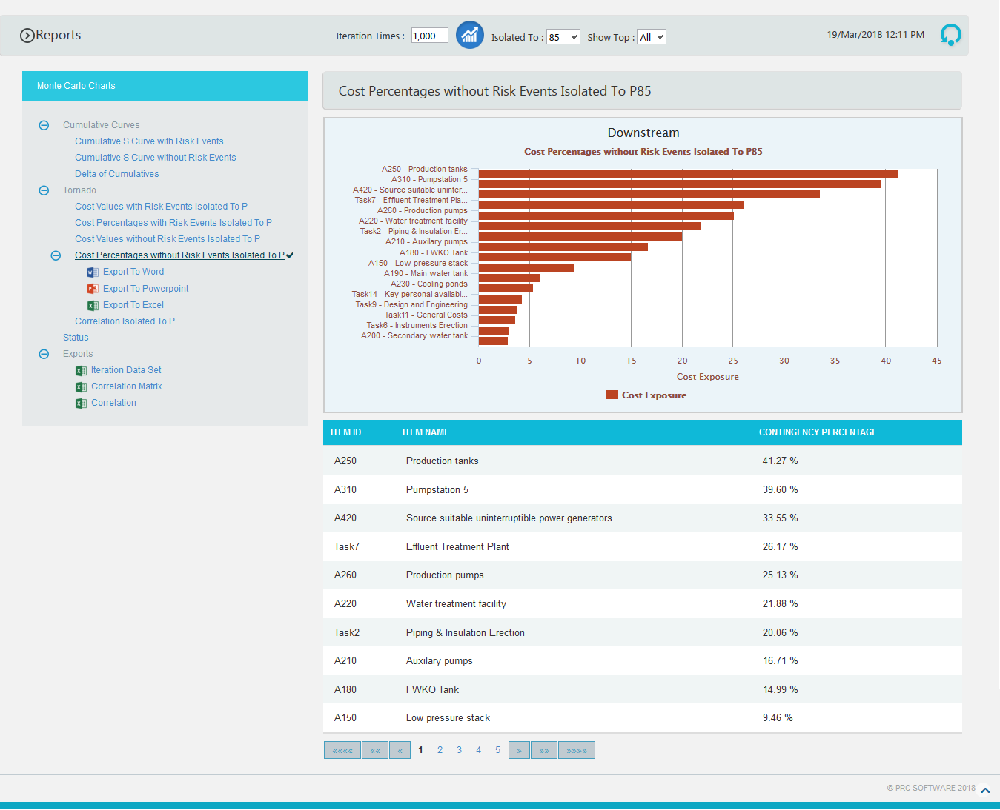 Reports
Iteration Times : 1,000
Isolated To : 85
Show Top : All
19/Mar/2018 12:11 PM
Monte Carlo Charts
Cumulative Curves
Cumulative S Curve with Risk Events
Cumulative S Curve without Risk Events
Delta of Cumulatives
Tornado
Cost Values with Risk Events Isolated To P
Cost Percentages with Risk Events Isolated To P
Cost Values without Risk Events Isolated To P
Cost Percentages without Risk Events Isolated To P
Export To Word
Export To Powerpoint
Export To Excel
Correlation Isolated To P
Status
Exports
Iteration Data Set
Correlation Matrix
Correlation
Cost Percentages without Risk Events Isolated To P85
Downstream
Cost Percentages without Risk Events Isolated To P85
A250 - Production tanks
A310 - Pumpstation 5
A420 - Source suitable uninter...
Task7 - Effluent Treatment Pla...
A260 - Production pumps
A220 - Water treatment facility
Task2 - Piping & Insulation Er...
A210 - Auxilary pumps
A180 - FWKO Tank
A150 - Low pressure stack
A190 - Main water tank
A230 - Cooling ponds
Task14 - Key personal availabi...
Task9 - Design and Engineering
Task11 - General Costs
Task6 - Instruments Erection
A200 - Secondary water tank
0 5 10 15 20 25 30 35 40 45
Cost Exposure
Cost Exposure
ITEM ID ITEM NAME CONTINGENCY PERCENTAGE
A250 Production tanks 41.27 %
A310 Pumpstation 5 39.60 %
A420 Source suitable uninterruptible power generators 33.55 %
Task7 Effluent Treatment Plant 26.17 %
A260 Production pumps 25.13 %
A220 Water treatment facility 21.88 %
Task2 Piping & Insulation Erection 20.06 %
A210 Auxilary pumps 16.71 %
A180 FWKO Tank 14.99 %
A150 Low pressure stack 9.46 %
«««« «« « 1 2 3 4 5 » »» »»»»
© PRC SOFTWARE 2018